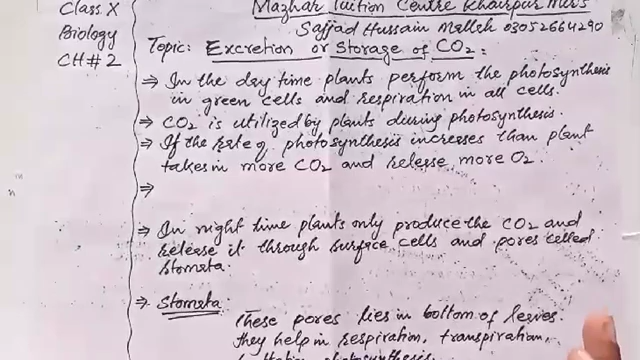 Class X
Mazhar Tuition Centre Khairpur Mir's
Biology
Sajjad Hussain Mallah 03052664290
CH# 2
Topic: Excretion or Storage of CO2:
⇒ In the day time plants perform the photosynthesis
in green cells and respiration in all cells.
→ CO2 is utilized by plants during photosynthesis.
⇒ If the rate of photosynthesis increases than plant
takes in more CO2 and release more O2.
⇒
⇒ In night time plants only produce the CO2 and
release it through surface cells and pores called
Stomata.
⇒ Stomata:
These pores lies in bottom of leaves.
they help in respiration, transpiration,
photosynthesis.